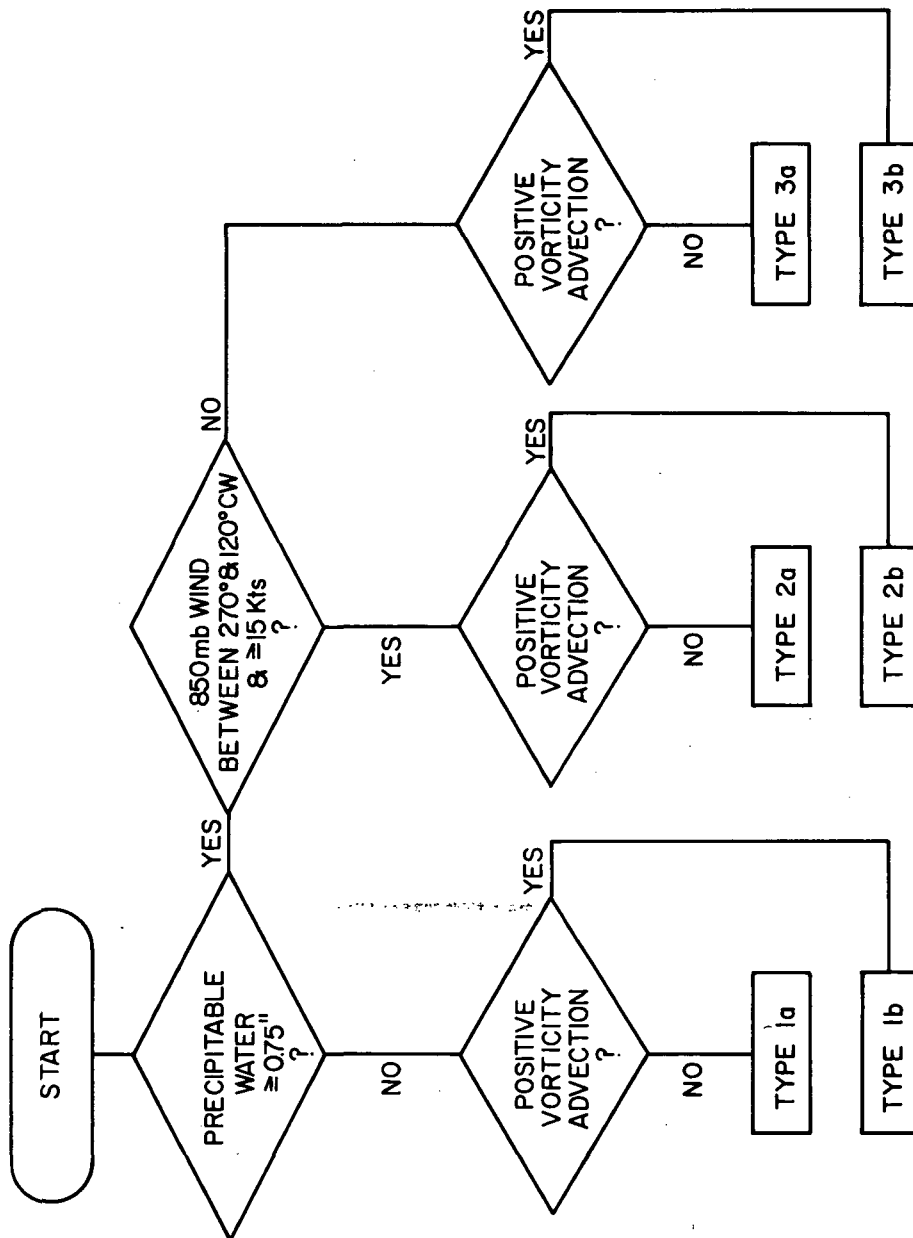 START
PRECIPITABLE
WATER
≥0.75"
?
YES
NO
850mb WIND
BETWEEN 270°&120°CW
& ≥15 Kts
?
NO
YES
POSITIVE
VORTICITY
ADVECTION
?
YES
NO
TYPE 1a
TYPE 1b
POSITIVE
VORTICITY
ADVECTION
?
YES
NO
TYPE 2a
TYPE 2b
POSITIVE
VORTICITY
ADVECTION
?
YES
NO
TYPE 3a
TYPE 3b